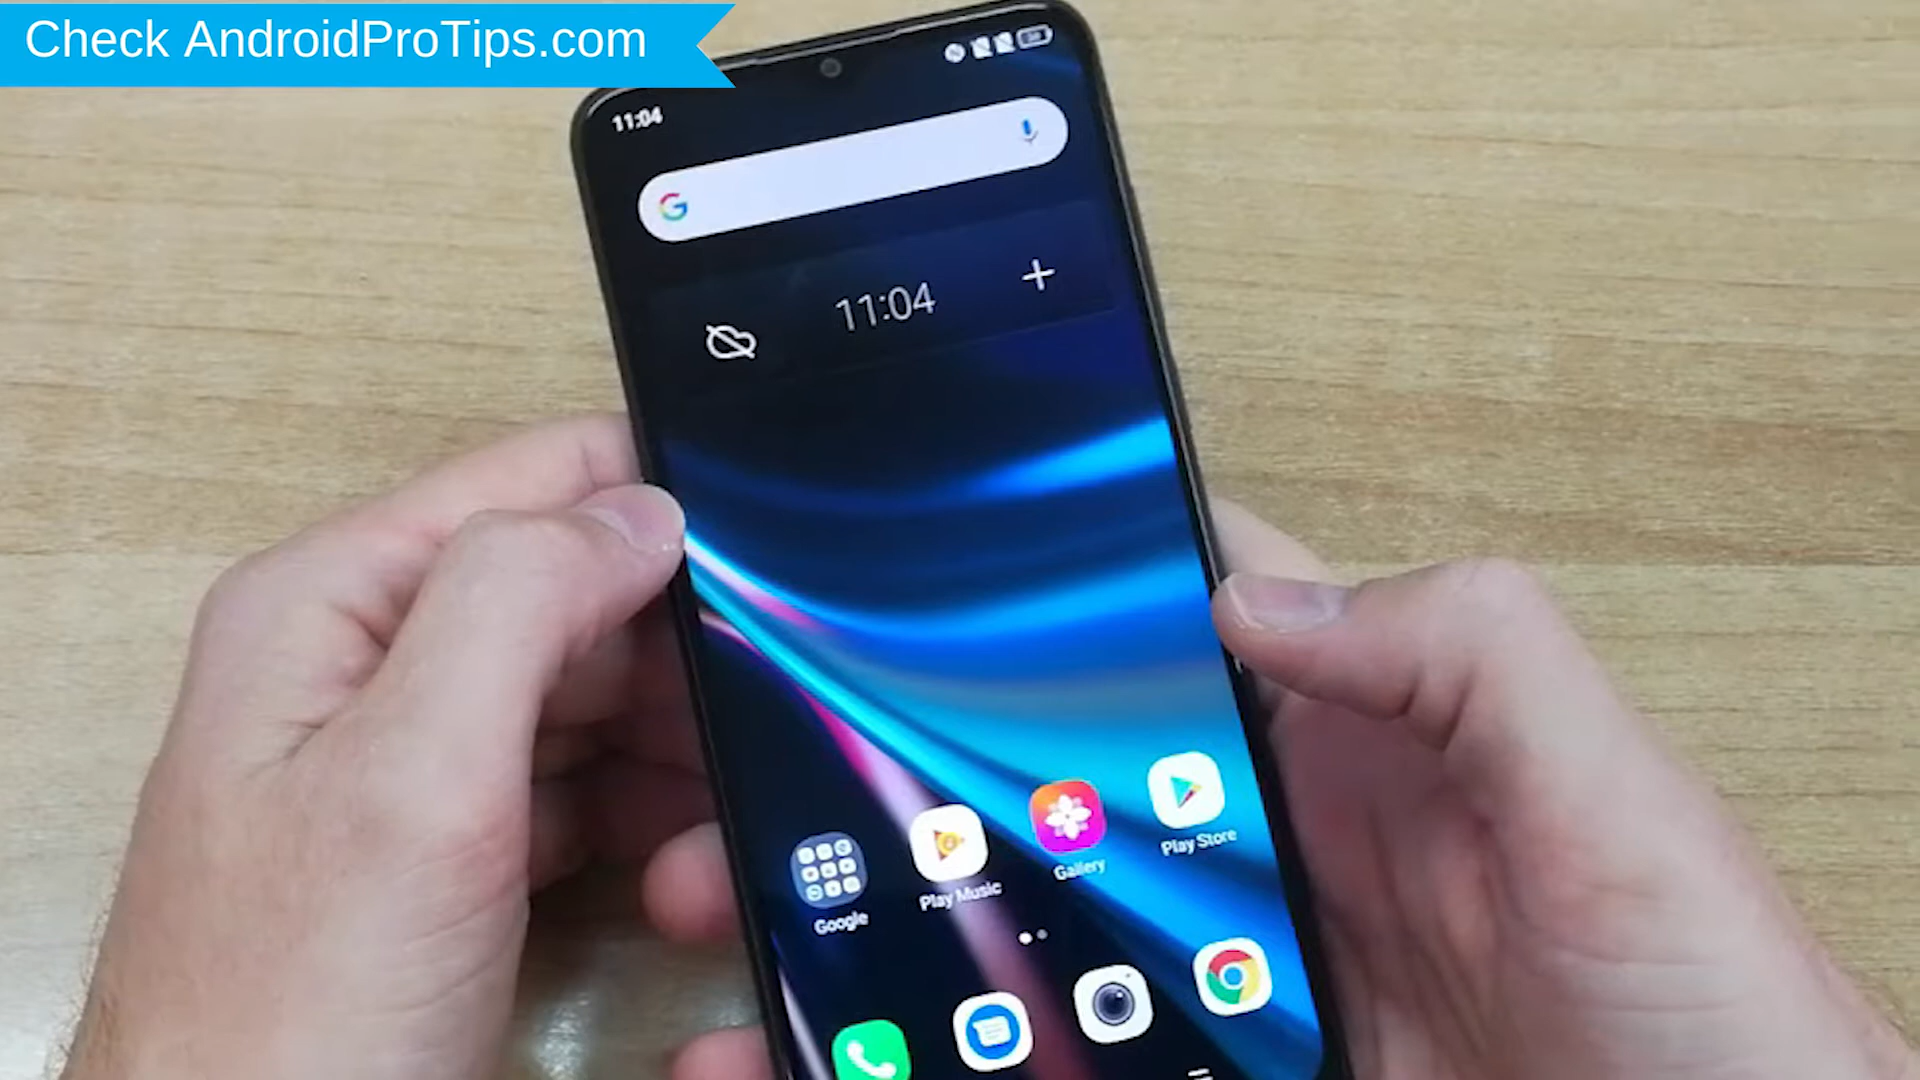 Check AndroidProTips.com
11:04
11:04
Google
Play Music
Gallery
Play Store